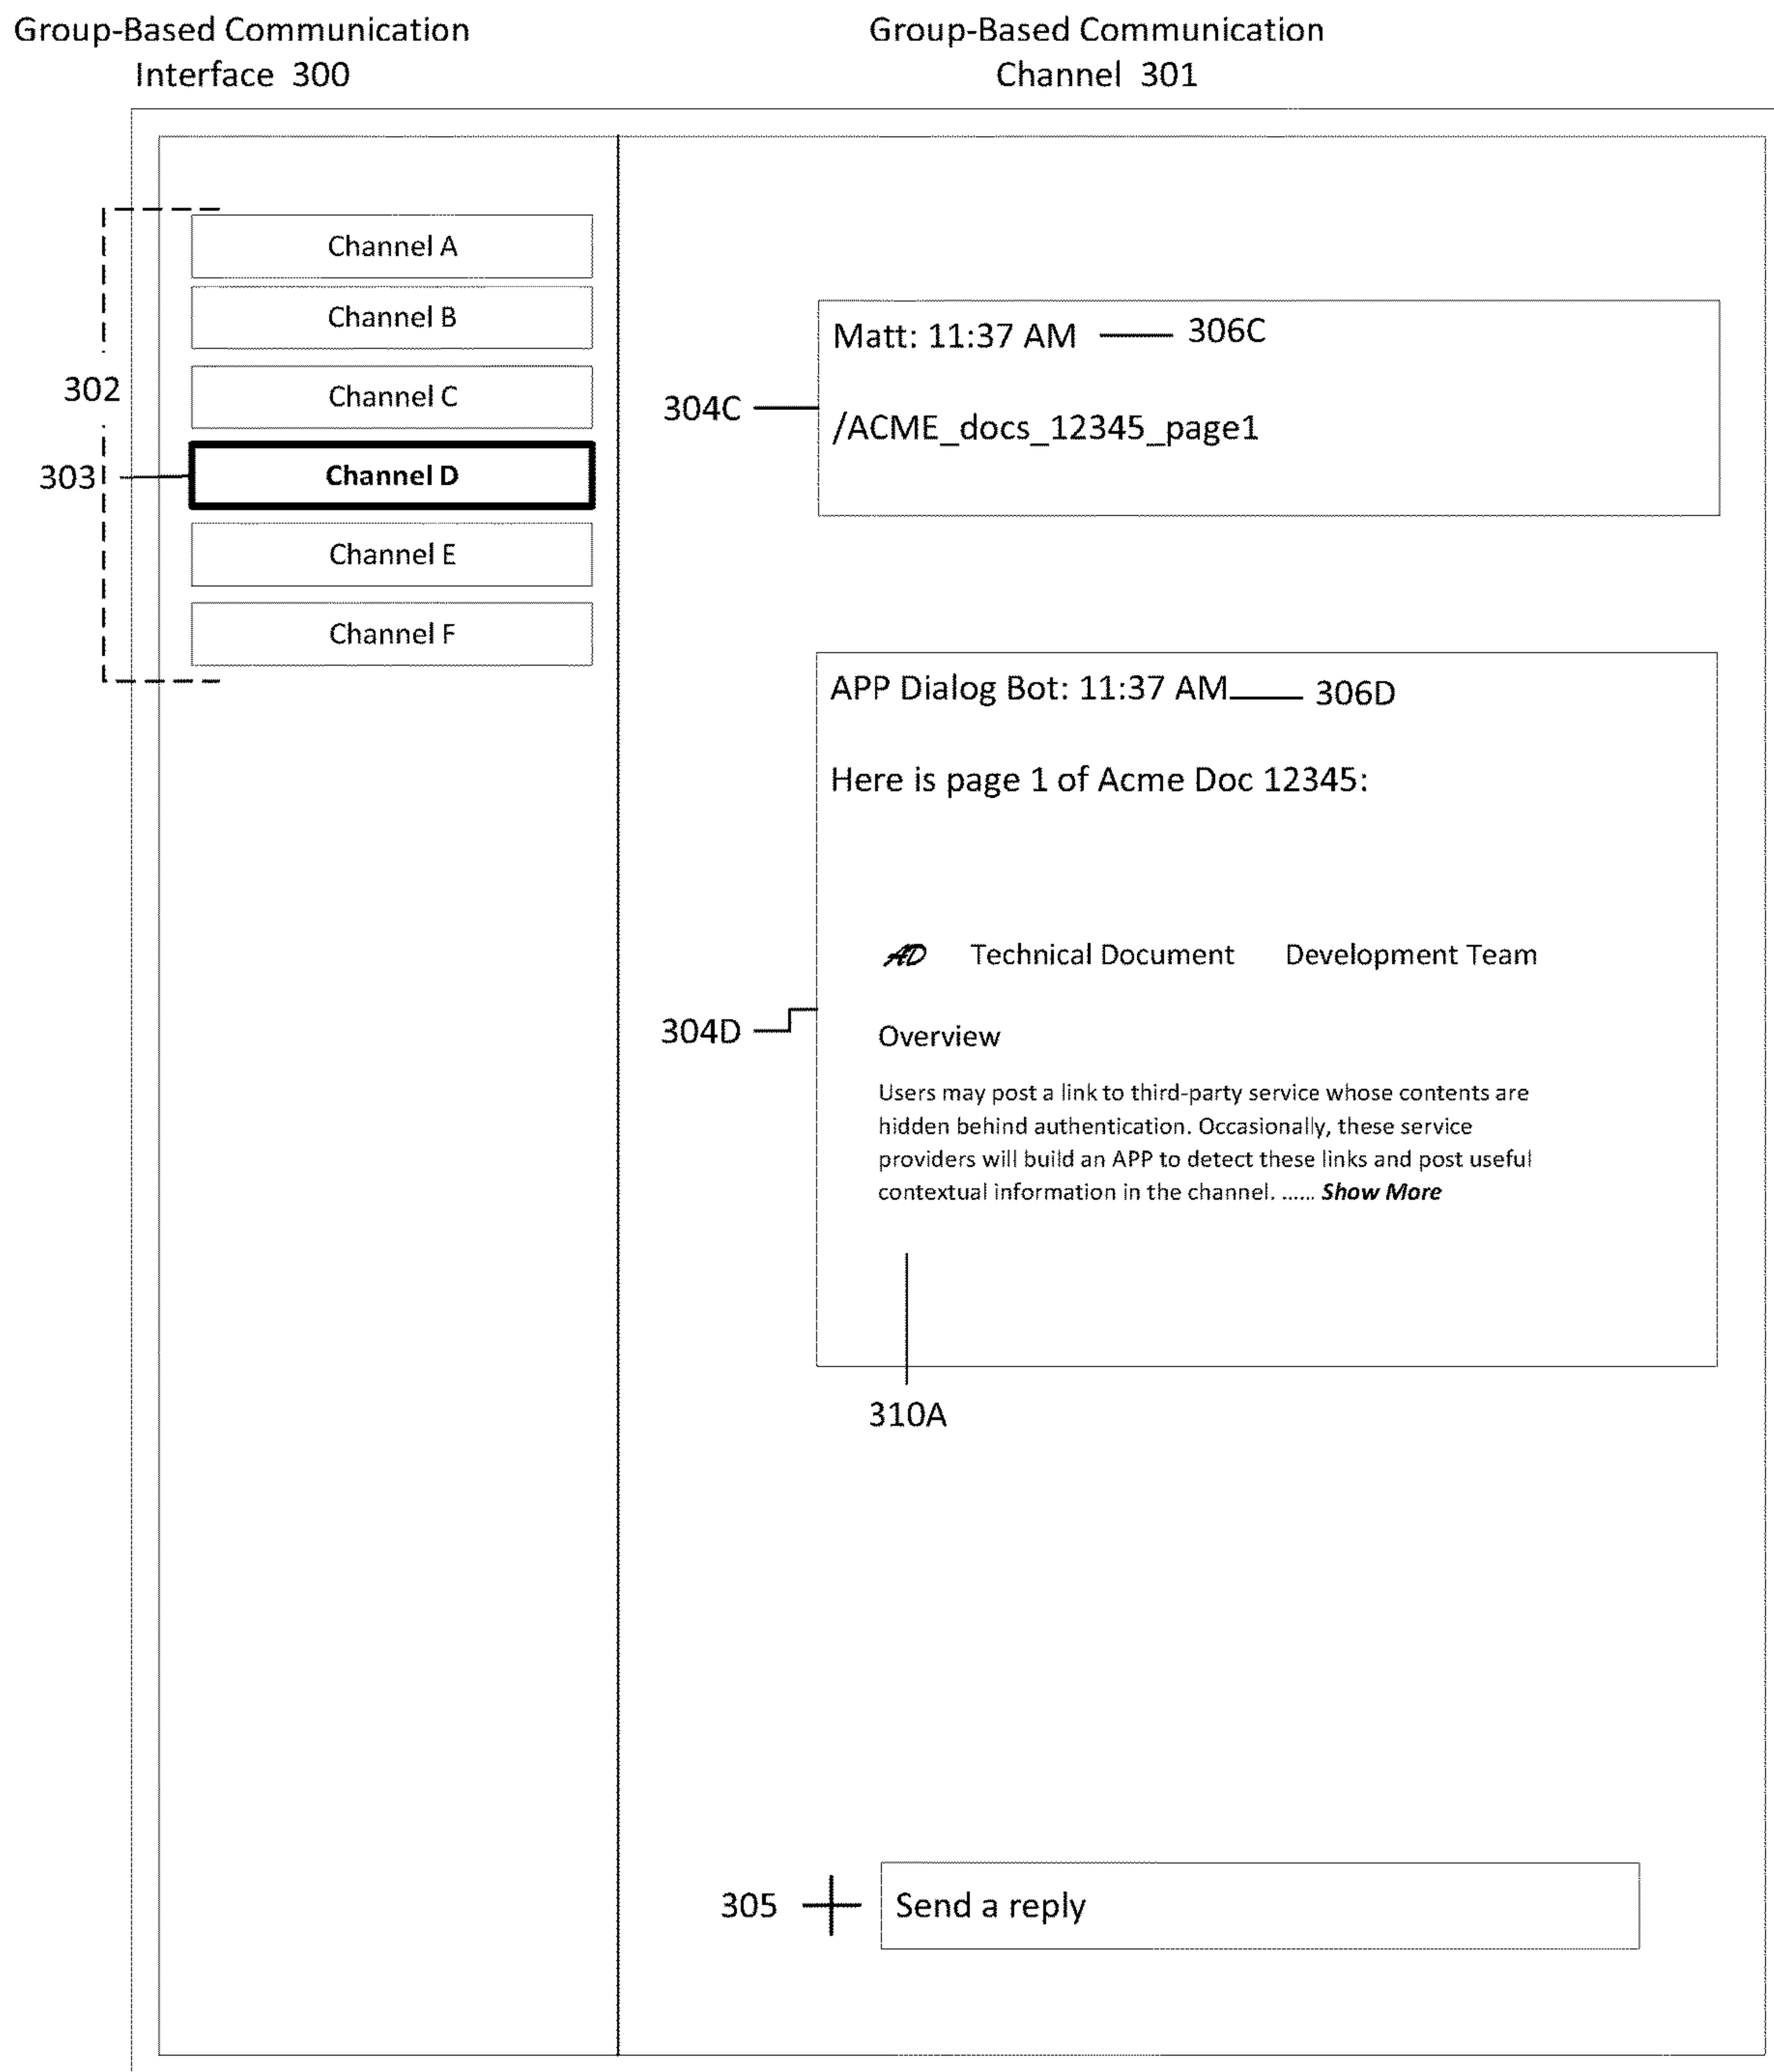 Group-Based Communication
Interface 300
Group-Based Communication
Channel 301
302
303
Channel A
Channel B
Channel C
Channel D
Channel E
Channel F
304C
Matt: 11:37 AM 306C
/ACME_docs_12345_page1
304D
APP Dialog Bot: 11:37 AM 306D
Here is page 1 of Acme Doc 12345:
AD Technical Document Development Team
Overview
Users may post a link to third-party service whose contents are
hidden behind authentication. Occasionally, these service
providers will build an APP to detect these links and post useful
contextual information in the channel. ...... Show More
310A
305
Send a reply